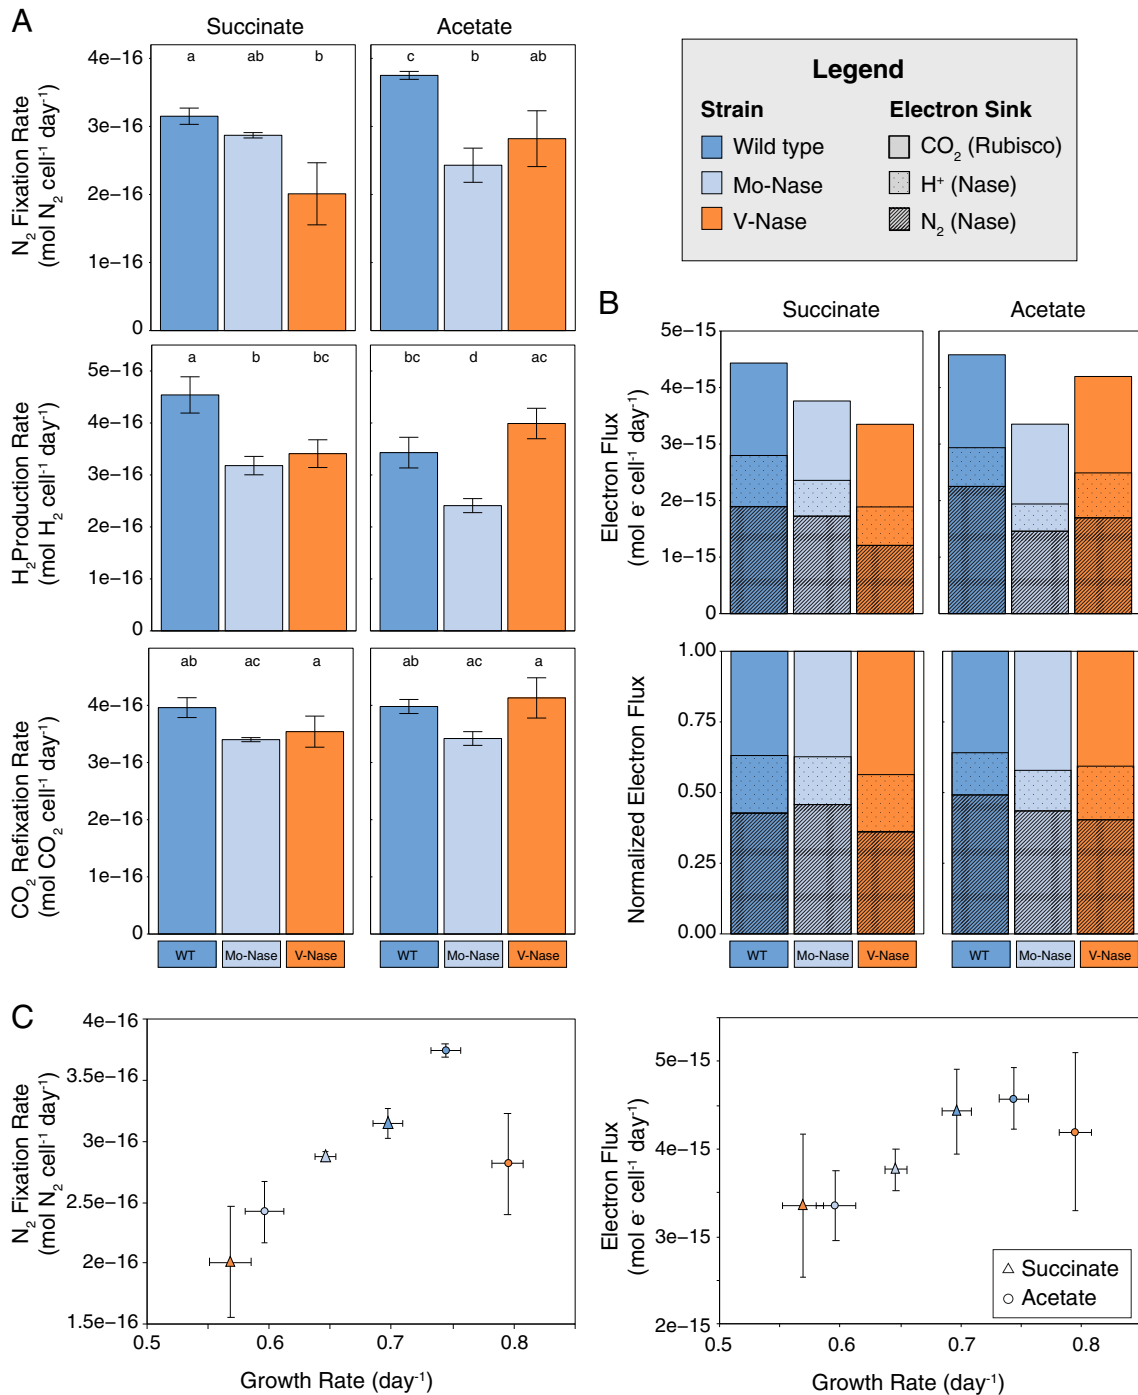 A
Succinate
Acetate
N₂ Fixation Rate
(mol N₂ cell⁻¹ day⁻¹)
4e−16
3e−16
2e−16
1e−16
0
a
ab
b
c
b
ab
H₂Production Rate
(mol H₂ cell⁻¹ day⁻¹)
5e−16
4e−16
3e−16
2e−16
1e−16
0
a
b
bc
bc
d
ac
CO₂ Refixation Rate
(mol CO₂ cell⁻¹ day⁻¹)
4e−16
3e−16
2e−16
1e−16
0
ab
ac
a
ab
ac
a
WT
Mo-Nase
V-Nase
WT
Mo-Nase
V-Nase
Legend
Strain
Electron Sink
Wild type
CO₂ (Rubisco)
Mo-Nase
H⁺ (Nase)
V-Nase
N₂ (Nase)
B
Succinate
Acetate
Electron Flux
(mol e⁻ cell⁻¹ day⁻¹)
5e−15
4e−15
3e−15
2e−15
1e−15
0
Normalized Electron Flux
1.00
0.75
0.50
0.25
0.00
WT
Mo-Nase
V-Nase
WT
Mo-Nase
V-Nase
C
N₂ Fixation Rate
(mol N₂ cell⁻¹ day⁻¹)
4e−16
3.5e−16
3e−16
2.5e−16
2e−16
1.5e−16
0.5
0.6
0.7
0.8
Growth Rate (day⁻¹)
Electron Flux
(mol e⁻ cell⁻¹ day⁻¹)
5e−15
4e−15
3e−15
2e−15
0.5
0.6
0.7
0.8
Growth Rate (day⁻¹)
Succinate
Acetate